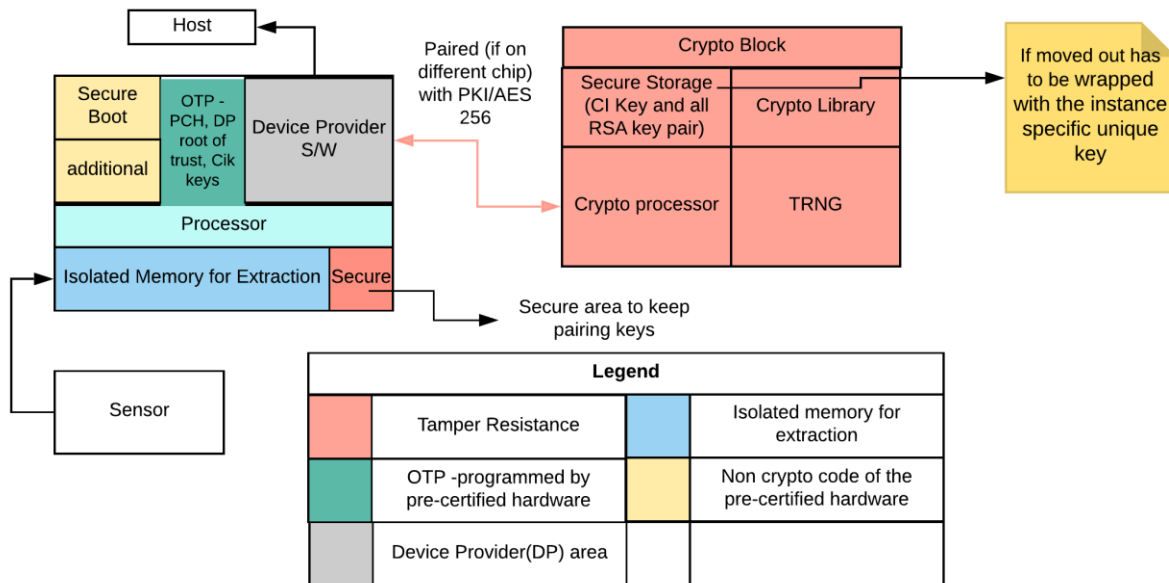 Host
Secure
Boot
additional
OTP -
PCH, DP
root of
trust, Cik
keys
Device Provider
S/W
Processor
Isolated Memory for Extraction
Secure
Sensor
Paired (if on
different chip)
with PKI/AES
256
Crypto Block
Secure Storage
(CI Key and all
RSA key pair)
Crypto Library
Crypto processor
TRNG
If moved out has
to be wrapped
with the instance
specific unique
key
Secure area to keep
pairing keys
Legend
Tamper Resistance
Isolated memory for
extraction
OTP -programmed by
pre-certified hardware
Non crypto code of the
pre-certified hardware
Device Provider(DP) area